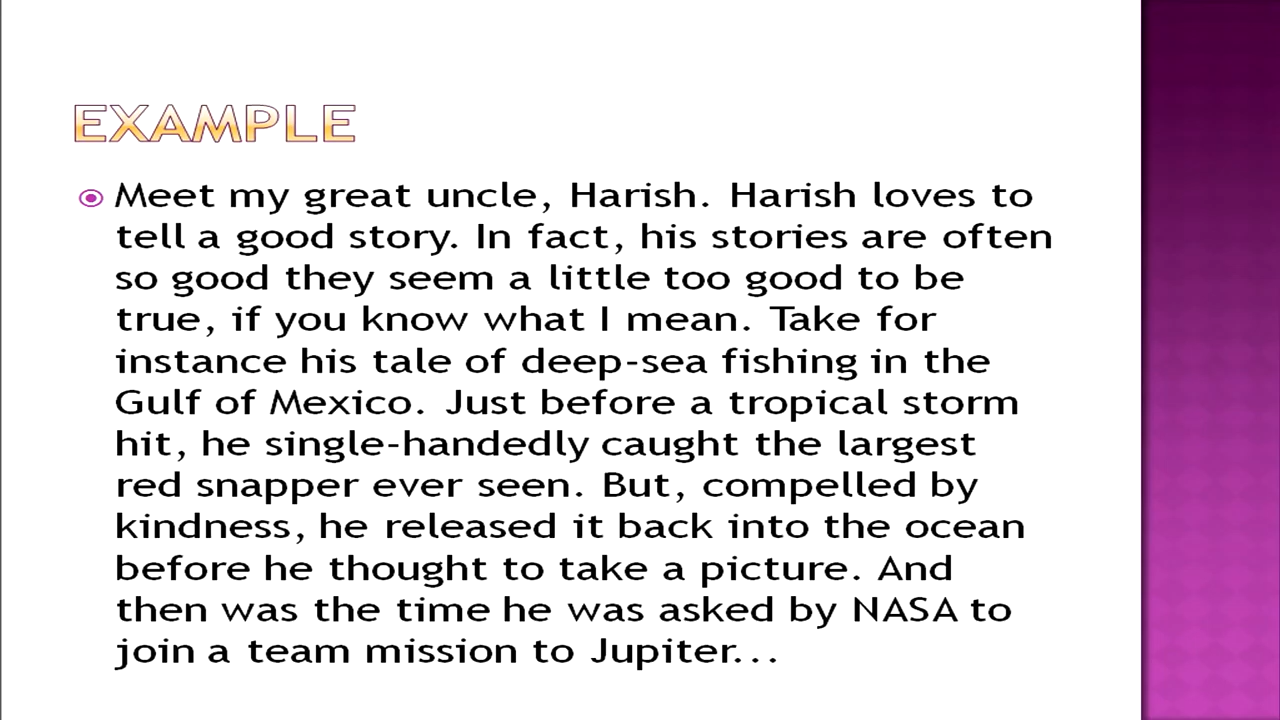 EXAMPLE
Meet my great uncle, Harish. Harish loves to
tell a good story. In fact, his stories are often
so good they seem a little too good to be
true, if you know what I mean. Take for
instance his tale of deep-sea fishing in the
Gulf of Mexico. Just before a tropical storm
hit, he single-handedly caught the largest
red snapper ever seen. But, compelled by
kindness, he released it back into the ocean
before he thought to take a picture. And
then was the time he was asked by NASA to
join a team mission to Jupiter...